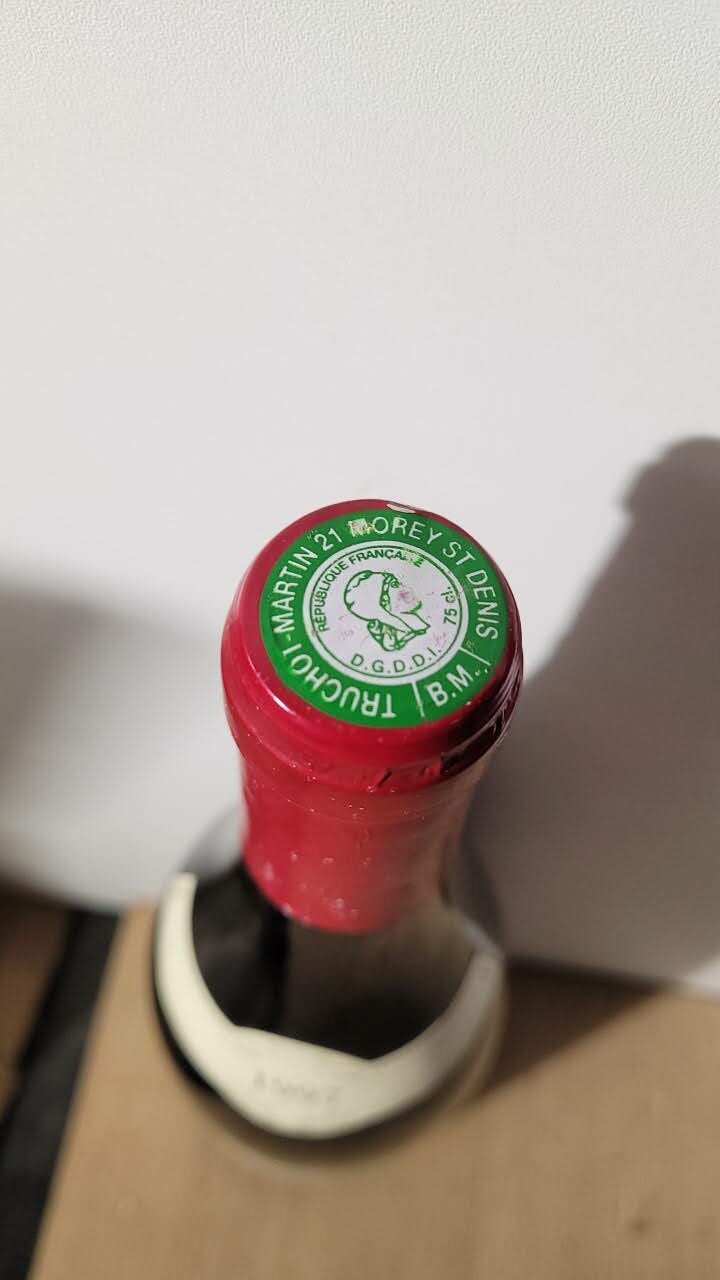 TRUCHOT-MARTIN 21 MOREY ST DENIS
B.M.
RÉPUBLIQUE FRANÇAISE
75 cl.
D.G.D.D.I.